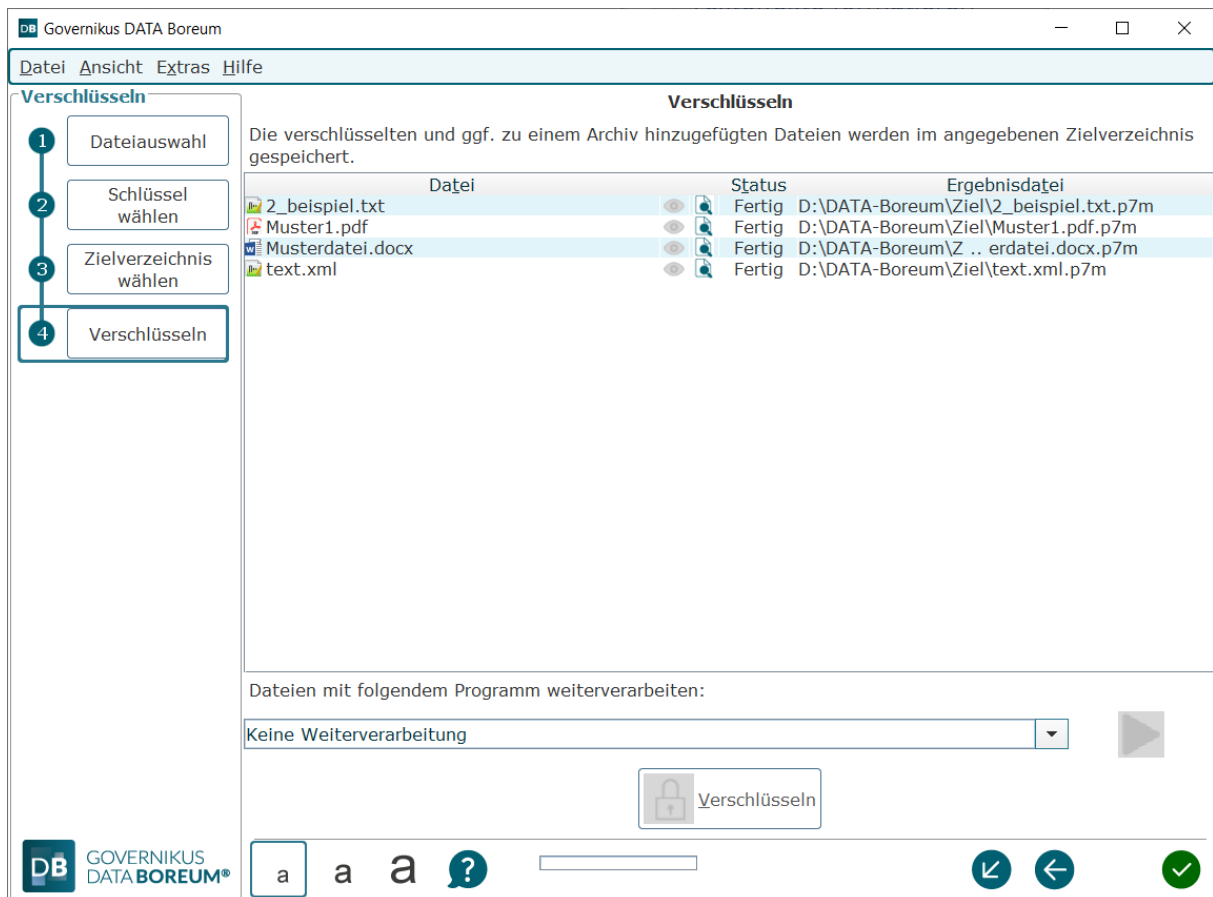 DB Governikus DATA Boreum
Datei Ansicht Extras Hilfe
Verschlüsseln
1 Dateiauswahl
2 Schlüssel
wählen
3 Zielverzeichnis
wählen
4 Verschlüsseln
Verschlüsseln
Die verschlüsselten und ggf. zu einem Archiv hinzugefügten Dateien werden im angegebenen Zielverzeichnis
gespeichert.
Datei Status Ergebnisdatei
2_beispiel.txt Fertig D:\DATA-Boreum\Ziel\2_beispiel.txt.p7m
Muster1.pdf Fertig D:\DATA-Boreum\Ziel\Muster1.pdf.p7m
Musterdatei.docx Fertig D:\DATA-Boreum\Z .. erdatei.docx.p7m
text.xml Fertig D:\DATA-Boreum\Ziel\text.xml.p7m
Dateien mit folgendem Programm weiterverarbeiten:
Keine Weiterverarbeitung
Verschlüsseln
DB GOVERNIKUS
DATA BOREUM®
a a a ?